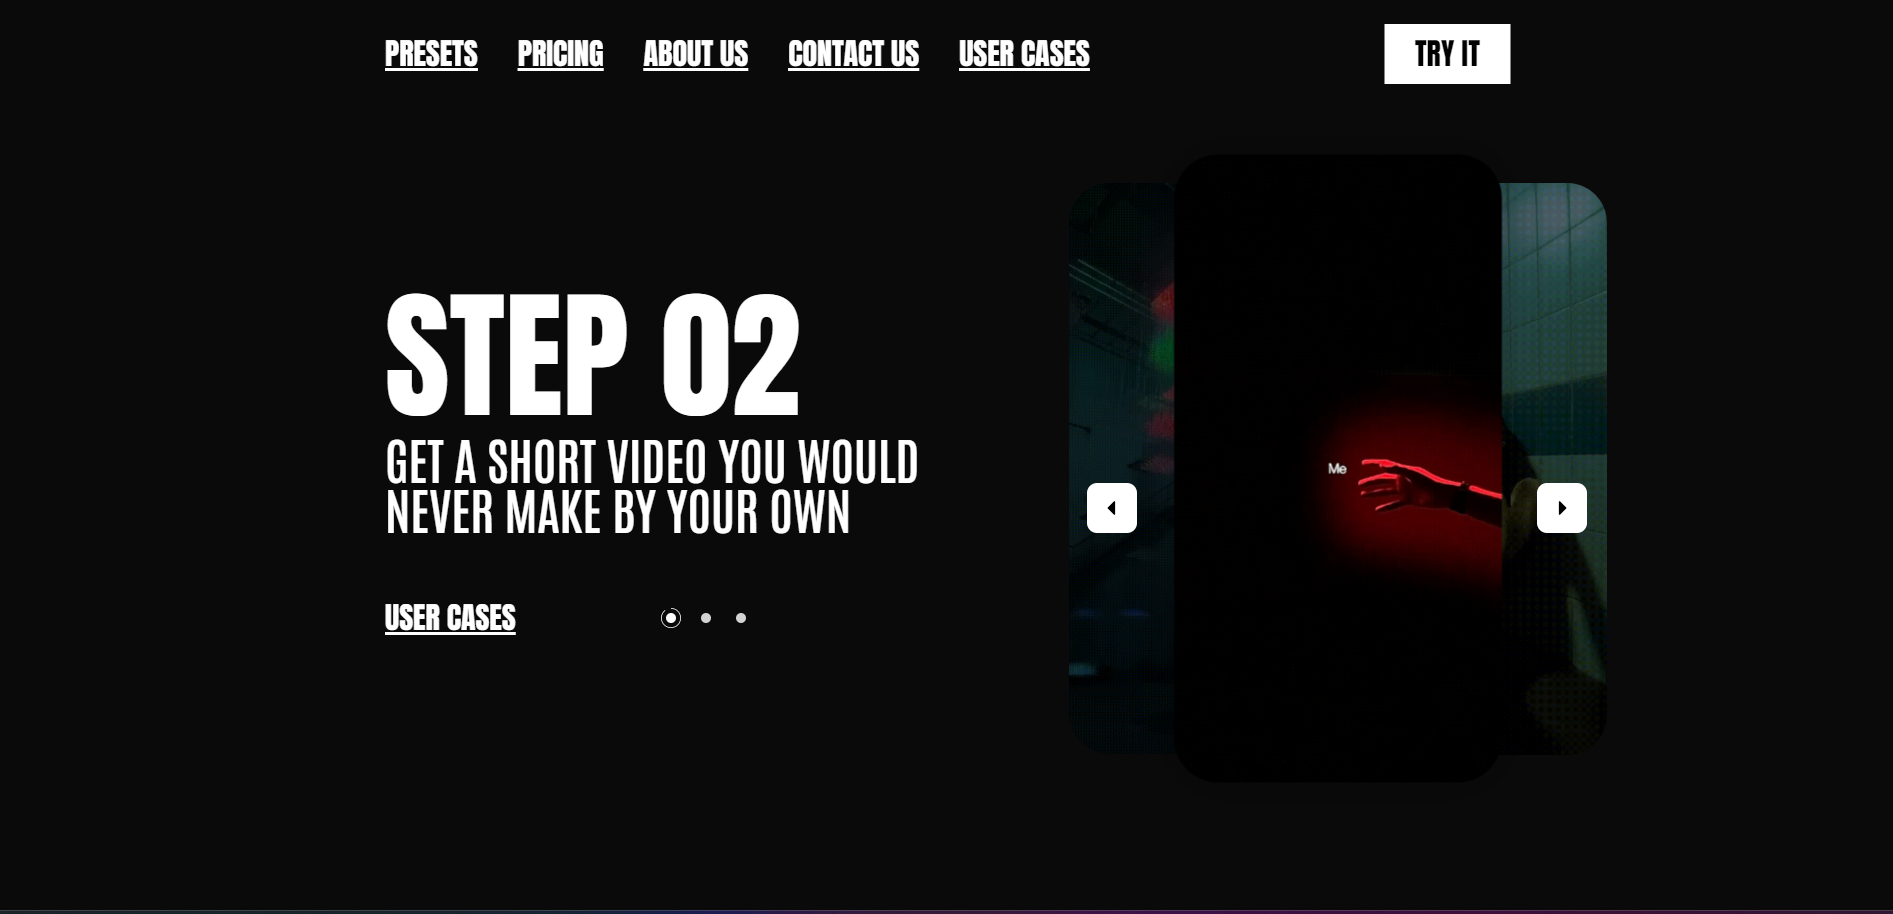 PRESETS PRICING ABOUT US CONTACT US USER CASES TRY IT
STEP 02
GET A SHORT VIDEO YOU WOULD
NEVER MAKE BY YOUR OWN
Me
USER CASES